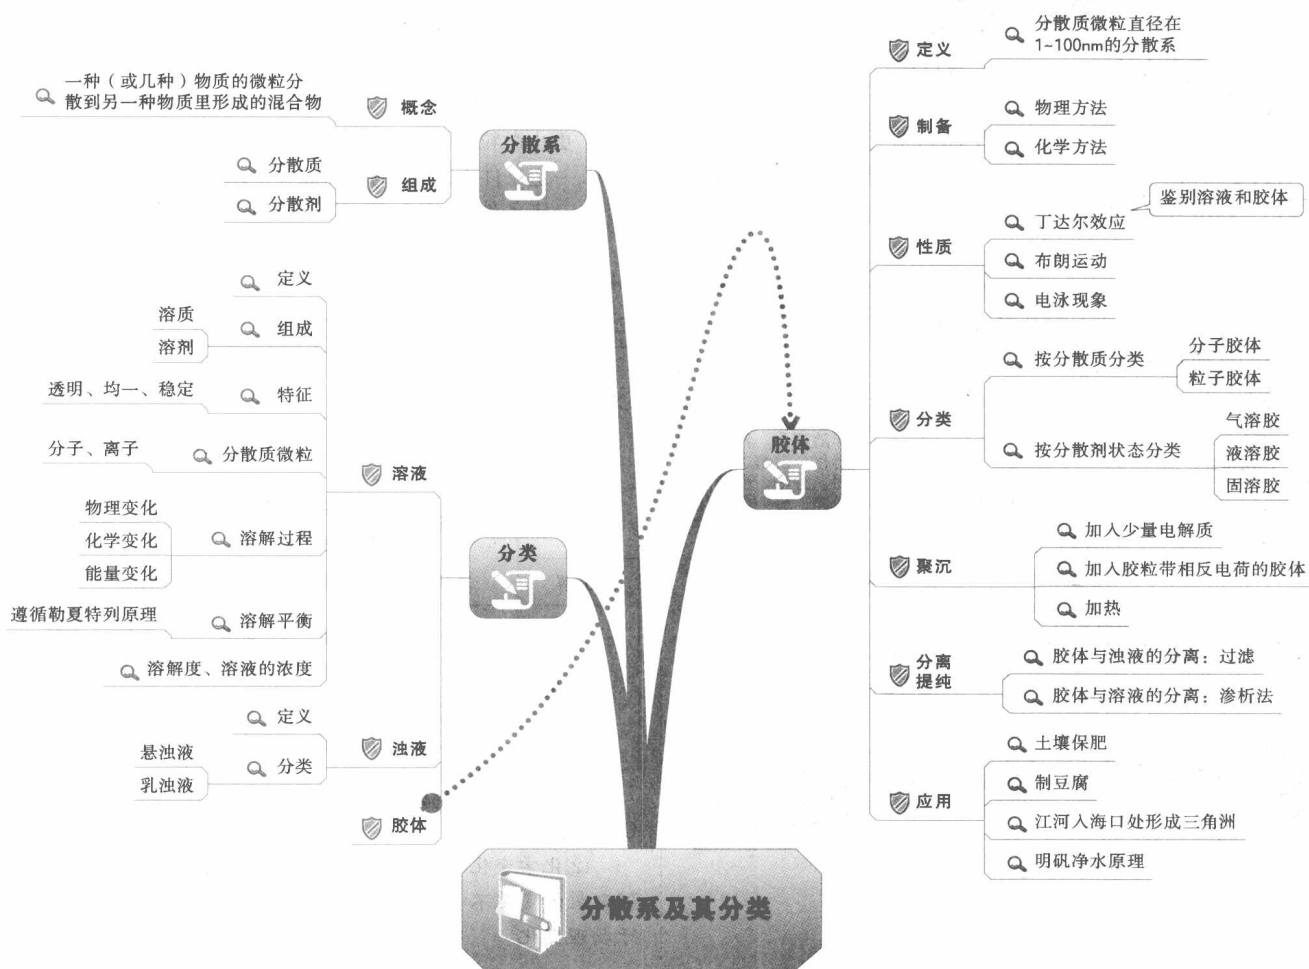 一种（或几种）物质的微粒分
散到另一种物质里形成的混合物
概念
分散系
分散质
分散剂
组成
定义
溶质
溶剂
组成
透明、均一、稳定
特征
分子、离子
分散质微粒
溶液
物理变化
化学变化
能量变化
溶解过程
分类
遵循勒夏特列原理
溶解平衡
溶解度、溶液的浓度
定义
悬浊液
乳浊液
分类
浊液
胶体
胶体
定义
分散质微粒直径在
1~100nm的分散系
制备
物理方法
化学方法
性质
丁达尔效应
鉴别溶液和胶体
布朗运动
电泳现象
分类
按分散质分类
分子胶体
粒子胶体
按分散剂状态分类
气溶胶
液溶胶
固溶胶
聚沉
加入少量电解质
加入胶粒带相反电荷的胶体
加热
分离
提纯
胶体与浊液的分离：过滤
胶体与溶液的分离：渗析法
应用
土壤保肥
制豆腐
江河入海口处形成三角洲
明矾净水原理
分散系及其分类